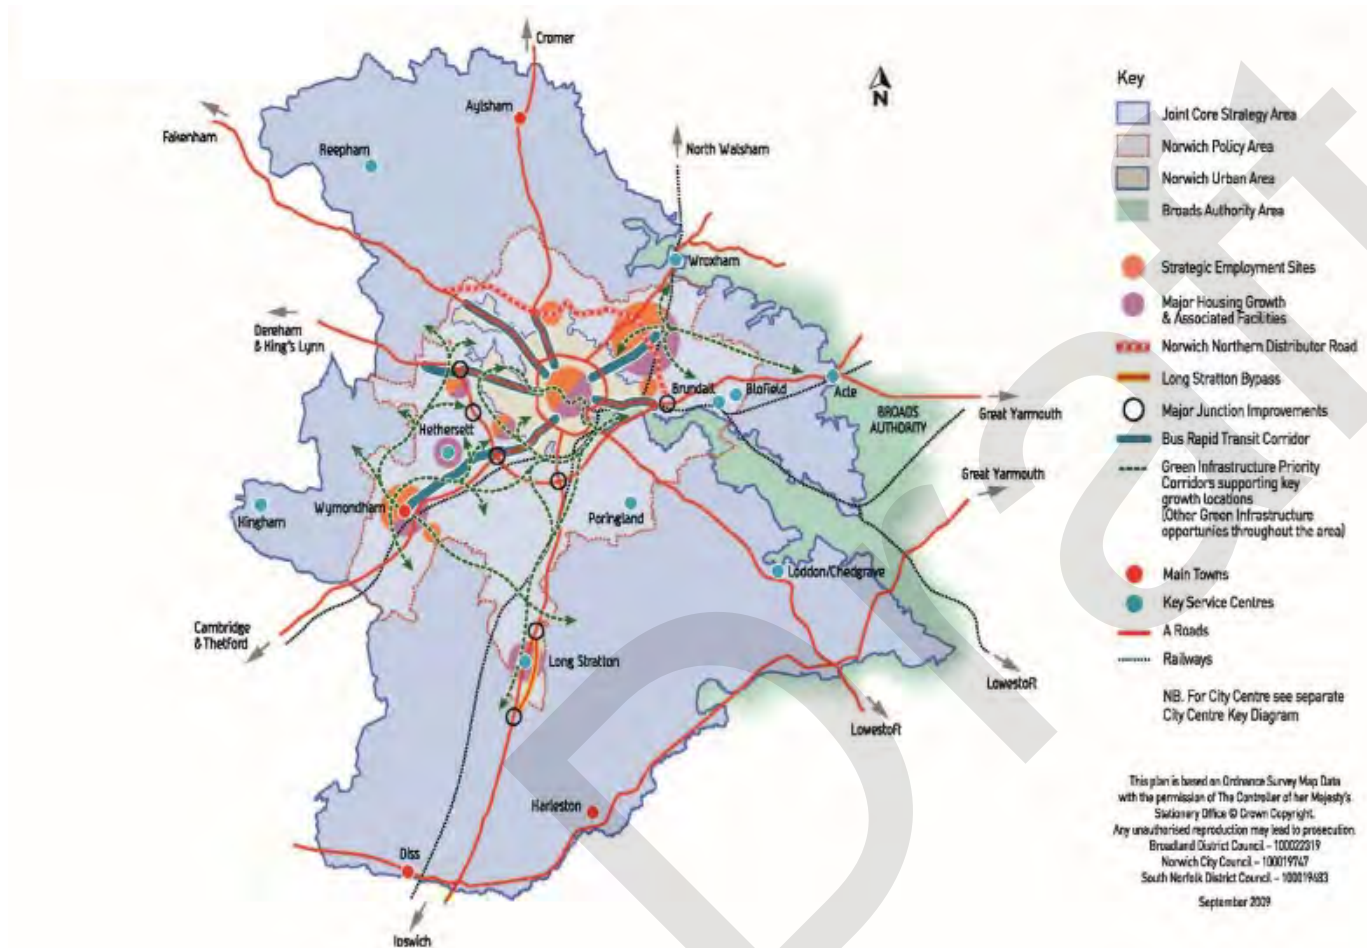 Cromer
Aylsham
Fakenham
Reepham
North Walsham
Wroxham
Dereham
& King's Lynn
Brundall
Blofield
Acle
BROADS
AUTHORITY
Great Yarmouth
Hethersett
Great Yarmouth
Wymondham
Hingham
Poringland
Loddon/Chedgrave
Cambridge
& Thetford
Long Stratton
Lowestoft
Lowestoft
Harleston
Diss
Ipswich
N
Key
Joint Core Strategy Area
Norwich Policy Area
Norwich Urban Area
Broads Authority Area
Strategic Employment Sites
Major Housing Growth
& Associated Facilities
Norwich Northern Distributor Road
Long Stratton Bypass
Major Junction Improvements
Bus Rapid Transit Corridor
Green Infrastructure Priority
Corridors supporting key
growth locations
(Other Green Infrastructure
opportunies throughout the area)
Main Towns
Key Service Centres
A Roads
Railways
NB. For City Centre see separate
City Centre Key Diagram
This plan is based on Ordnance Survey Map Data
with the permission of The Controller of her Majesty's
Stationery Office © Crown Copyright.
Any unauthorised reproduction may lead to prosecution.
Broadland District Council – 100022319
Norwich City Council – 100019747
South Norfolk District Council – 100019483
September 2009
Draft